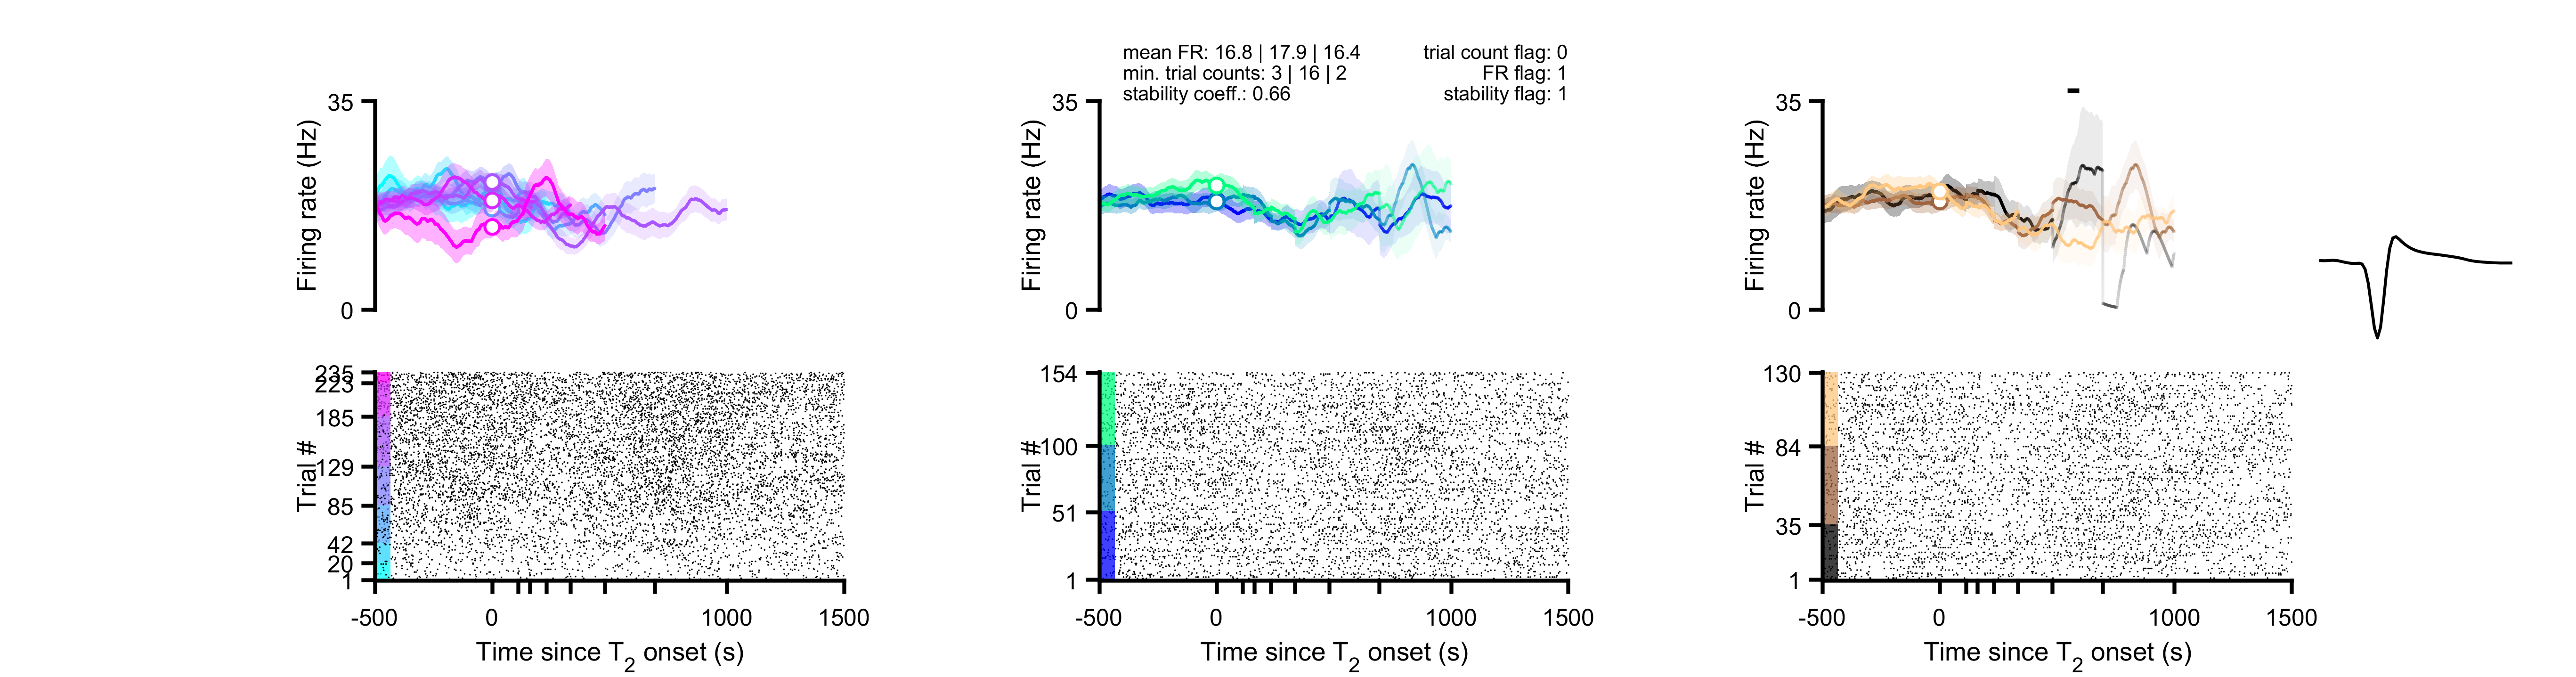 mean FR: 16.8 | 17.9 | 16.4
min. trial counts: 3 | 16 | 2
stability coeff.: 0.66
trial count flag: 0
FR flag: 1
stability flag: 1
35
Firing rate (Hz)
0
35
Firing rate (Hz)
0
35
Firing rate (Hz)
0
235
223
185
129
85
42
20
1
Trial #
-500
0
1000
1500
Time since T2 onset (s)
154
100
51
1
Trial #
-500
0
1000
1500
Time since T2 onset (s)
130
84
35
1
Trial #
-500
0
1000
1500
Time since T2 onset (s)